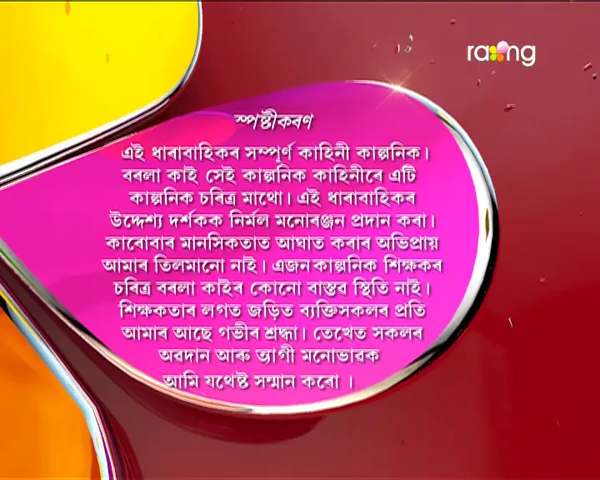 rang
স্পষ্টীকৰণ
এই ধাৰাবাহিকৰ সম্পূৰ্ণ কাহিনী কাল্পনিক।
বৰলা কাই সেই কাল্পনিক কাহিনীৰে এটি
কাল্পনিক চৰিত্ৰ মাথো। এই ধাৰাবাহিকৰ
উদ্দেশ্য দৰ্শকক নিৰ্মল মনোৰঞ্জন প্ৰদান কৰা।
কাৰোবাৰ মানসিকতাত আঘাত কৰাৰ অভিপ্ৰায়
আমাৰ তিলমানো নাই। এজন কাল্পনিক শিক্ষকৰ
চৰিত্ৰ বৰলা কাইৰ কোনো বাস্তৱ স্থিতি নাই।
শিক্ষকতাৰ লগত জড়িত ব্যক্তিসকলৰ প্ৰতি
আমাৰ আছে গভীৰ শ্ৰদ্ধা। তেখেত সকলৰ
অৱদান আৰু ত্যাগী মনোভাৱক
আমি যথেষ্ট সন্মান কৰো ।